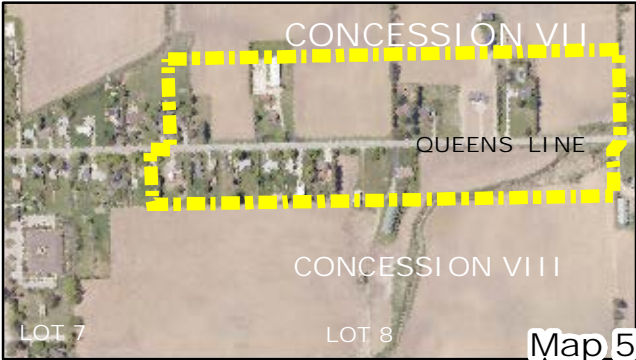 CONCESSION VII
QUEENS LINE
CONCESSION VIII
LOT 7
LOT 8
Map 5